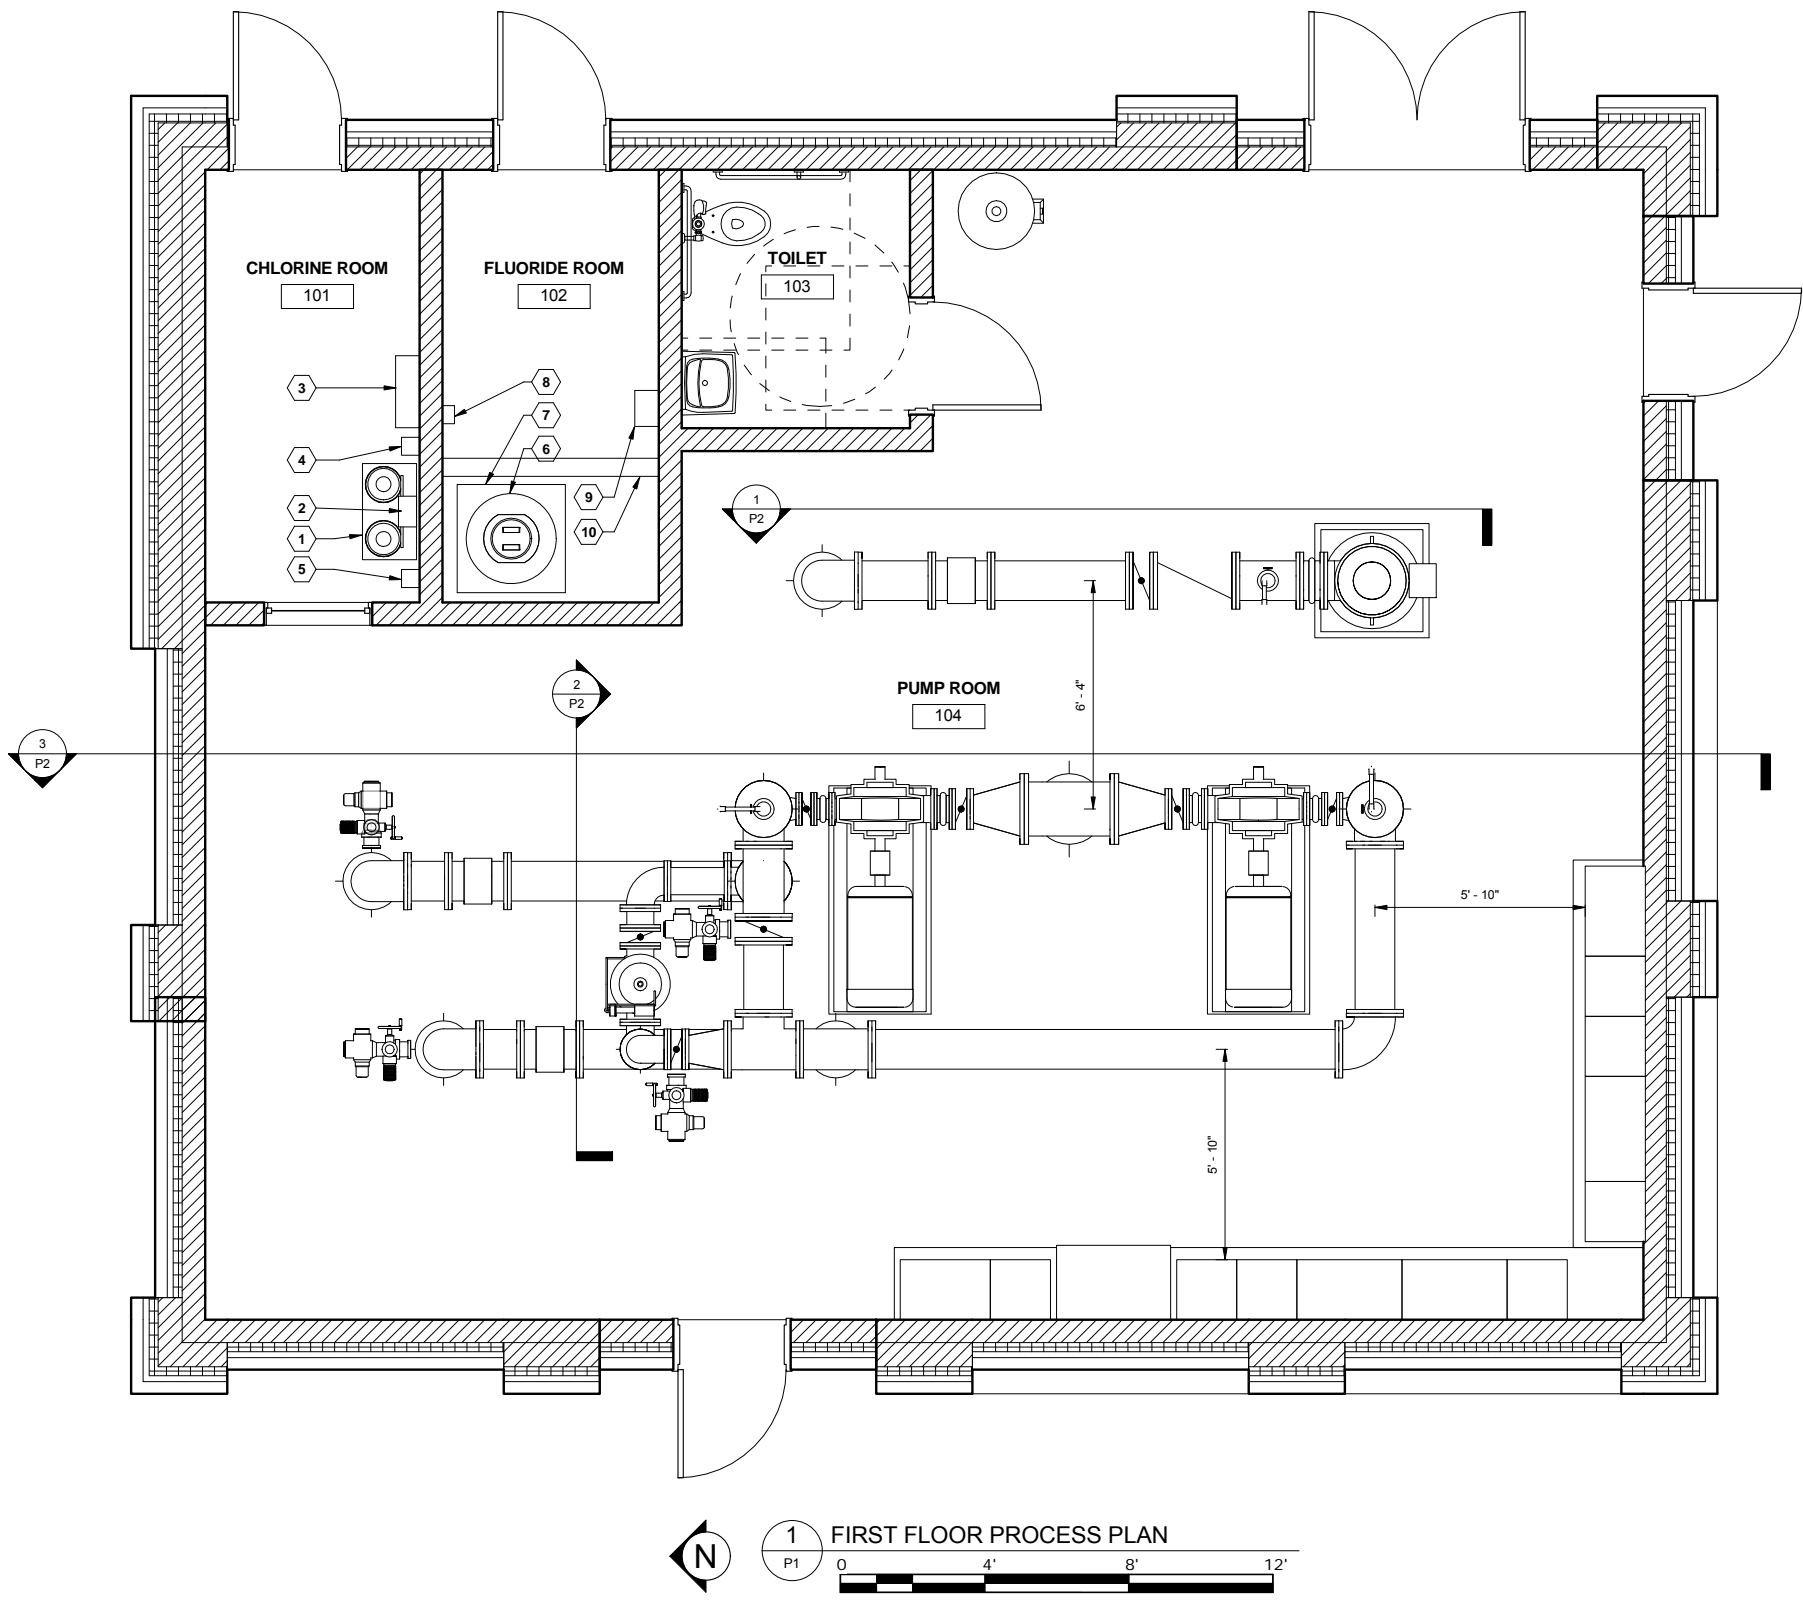 CHLORINE ROOM
101
FLUORIDE ROOM
102
TOILET
103
3
8
7
4
6
2
9
1
10
5
1
P2
2
P2
PUMP ROOM
104
6' - 4"
3
P2
5' - 10"
5' - 10"
N
1
P1
FIRST FLOOR PROCESS PLAN
0 4' 8' 12'